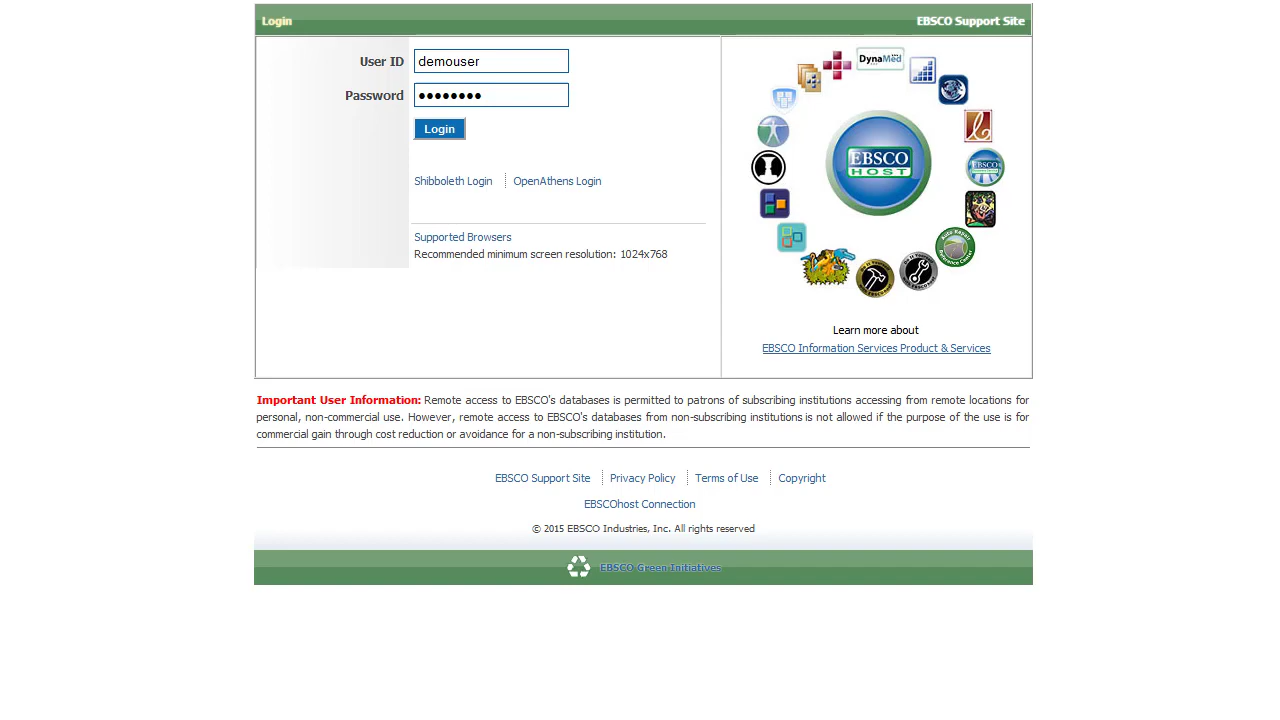 Login
EBSCO Support Site
User ID
demouser
Password
Login
Shibboleth Login
OpenAthens Login
Supported Browsers
Recommended minimum screen resolution: 1024x768
DynaMed
EBSCO
HOST
EBSCO
Auto Repair
Reference Center
Learn more about
EBSCO Information Services Product & Services
Important User Information: Remote access to EBSCO's databases is permitted to patrons of subscribing institutions accessing from remote locations for
personal, non-commercial use. However, remote access to EBSCO's databases from non-subscribing institutions is not allowed if the purpose of the use is for
commercial gain through cost reduction or avoidance for a non-subscribing institution.
EBSCO Support Site
Privacy Policy
Terms of Use
Copyright
EBSCOhost Connection
© 2015 EBSCO Industries, Inc. All rights reserved
EBSCO Green Initiatives